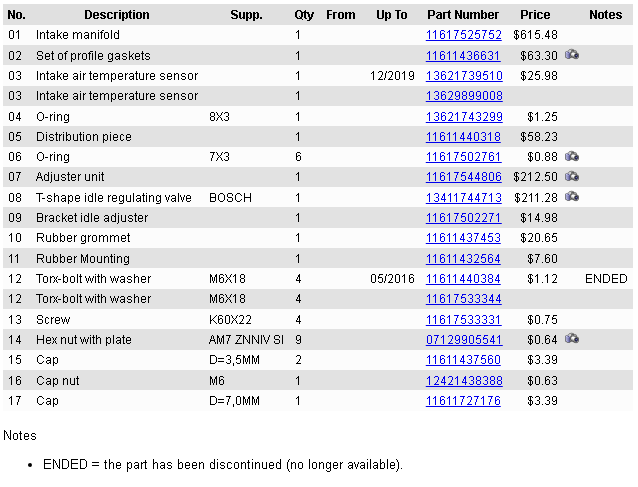 No. Description Supp. Qty From Up To Part Number Price Notes
01 Intake manifold 1 11617525752 $615.48
02 Set of profile gaskets 1 11611436631 $63.30
03 Intake air temperature sensor 1 12/2019 13621739510 $25.98
03 Intake air temperature sensor 1 13629899008
04 O-ring 8X3 1 13621743299 $1.25
05 Distribution piece 1 11611440318 $58.23
06 O-ring 7X3 6 11617502761 $0.88
07 Adjuster unit 1 11617544806 $212.50
08 T-shape idle regulating valve BOSCH 1 13411744713 $211.28
09 Bracket idle adjuster 1 11617502271 $14.98
10 Rubber grommet 1 11611437453 $20.65
11 Rubber Mounting 1 11611432564 $7.60
12 Torx-bolt with washer M6X18 4 05/2016 11611440384 $1.12 ENDED
12 Torx-bolt with washer M6X18 4 11617533344
13 Screw K60X22 4 11617533331 $0.75
14 Hex nut with plate AM7 ZNNIV SI 9 07129905541 $0.64
15 Cap D=3,5MM 2 11611437560 $3.39
16 Cap nut M6 1 12421438388 $0.63
17 Cap D=7,0MM 1 11611727176 $3.39
Notes
• ENDED = the part has been discontinued (no longer available).